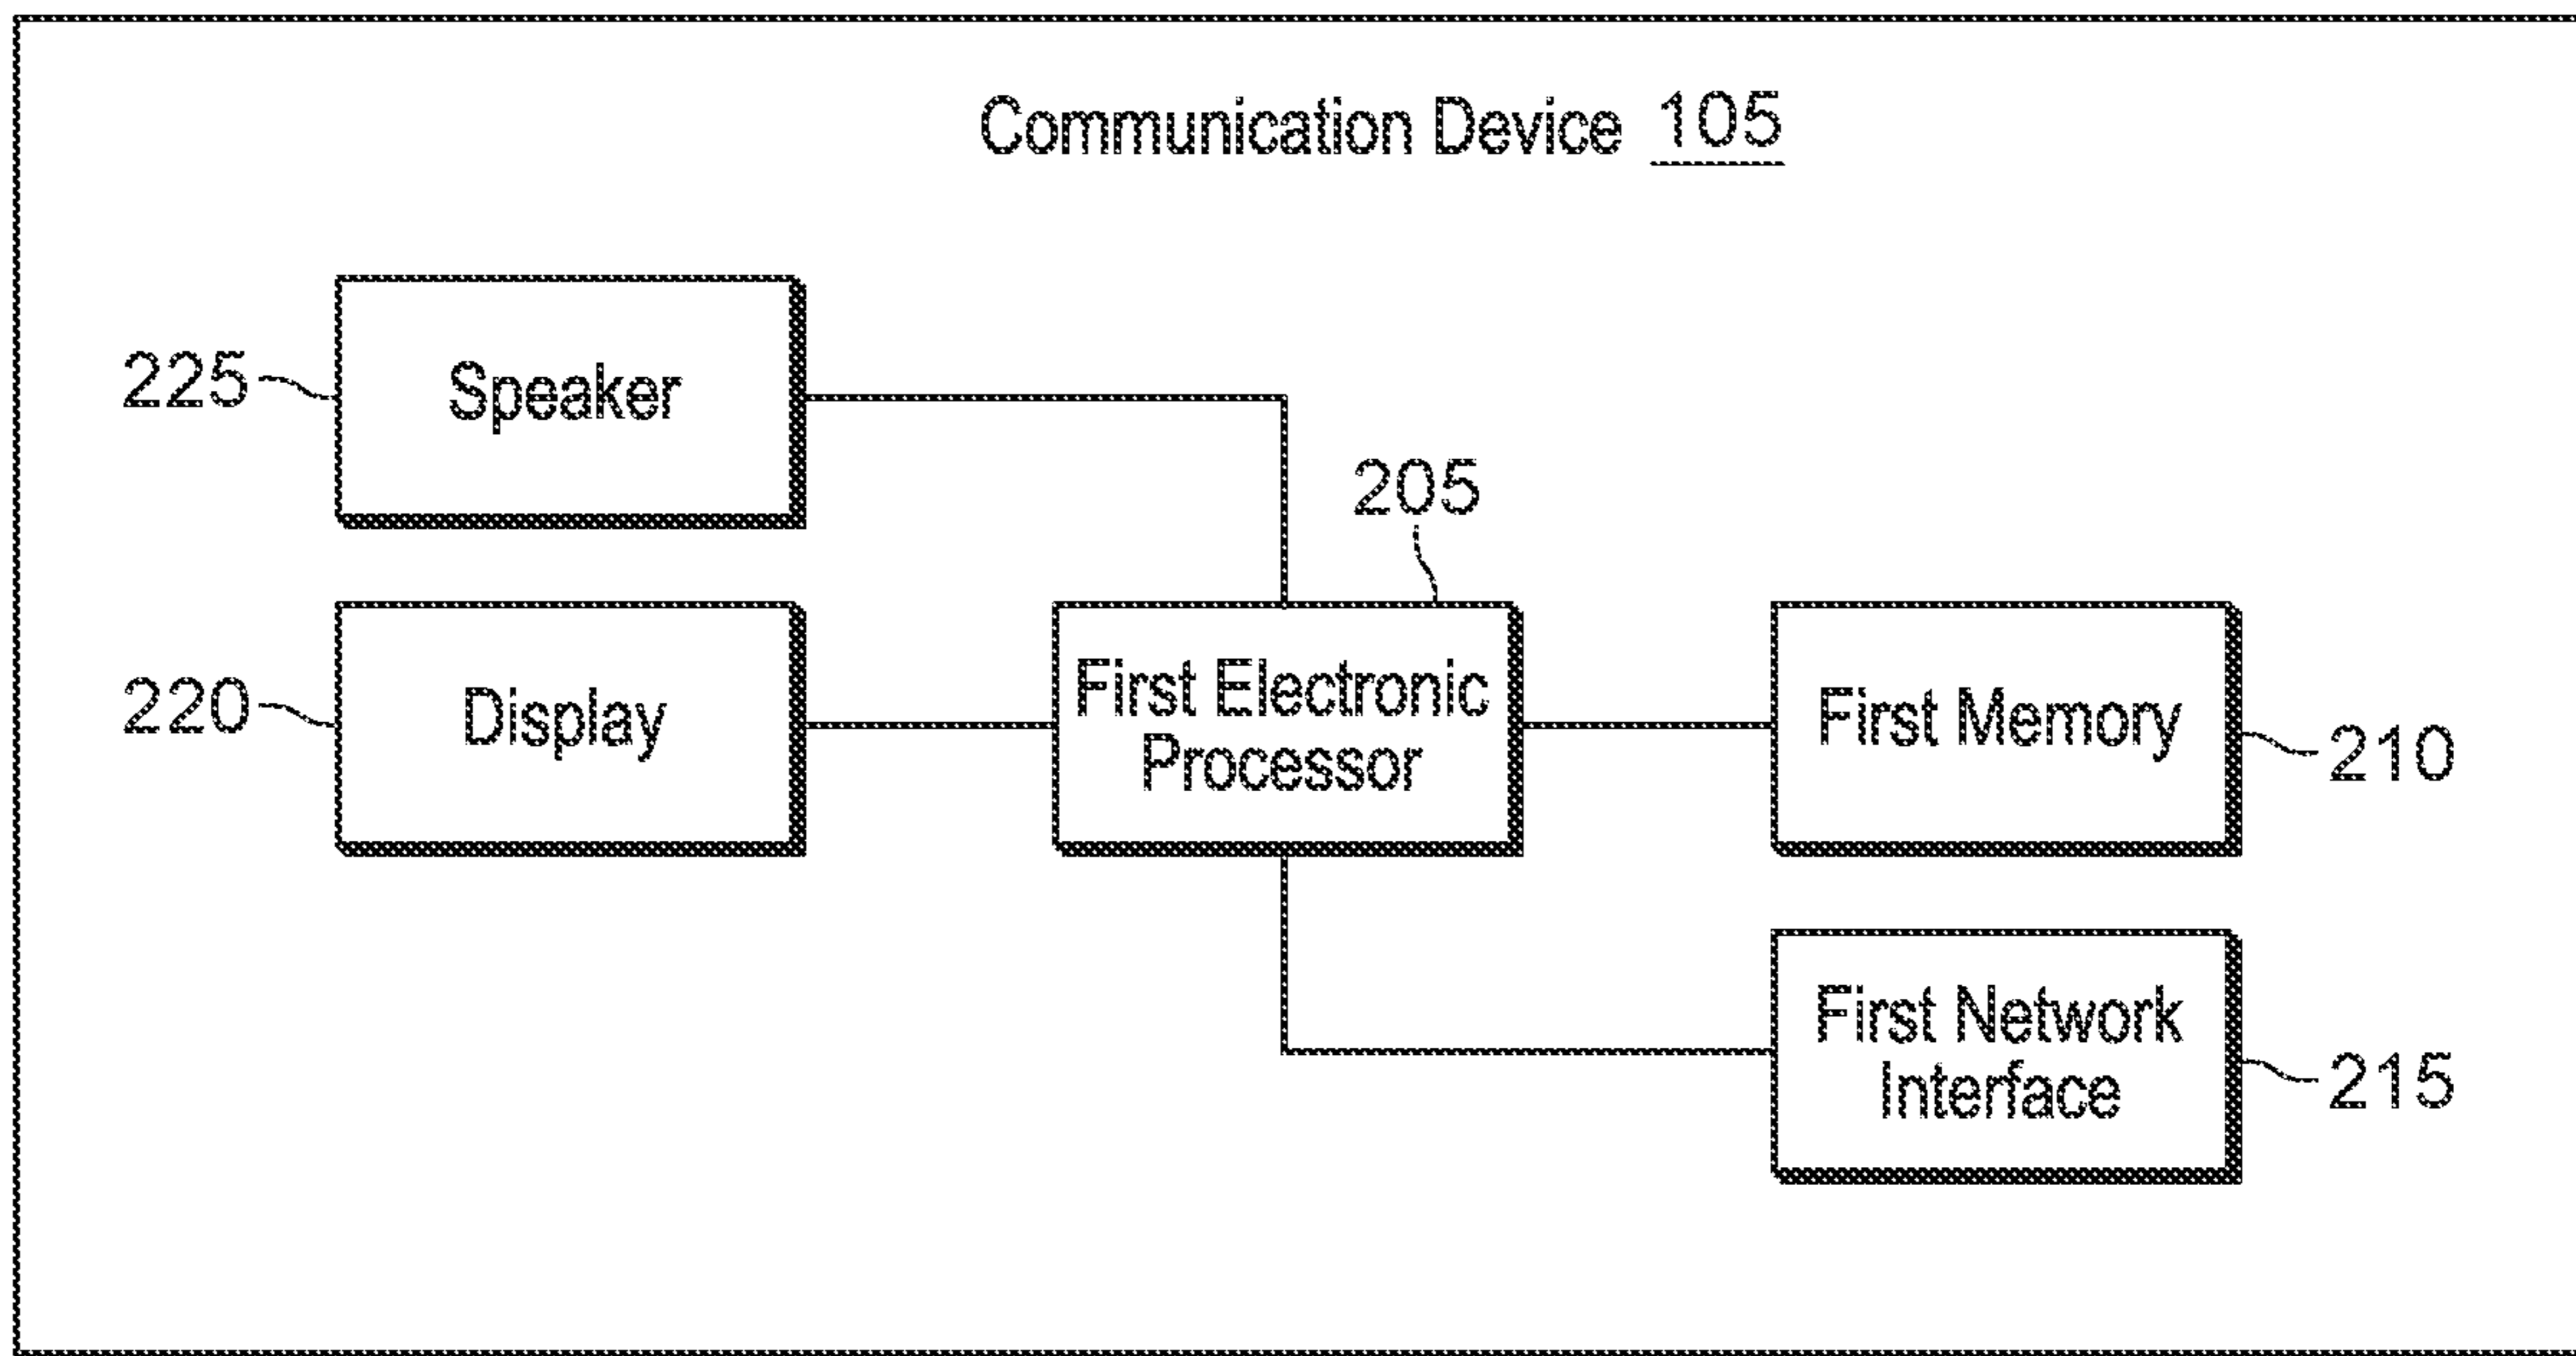 Communication Device 105
225
Speaker
205
220
Display
First Electronic
Processor
First Memory
210
First Network
Interface
215